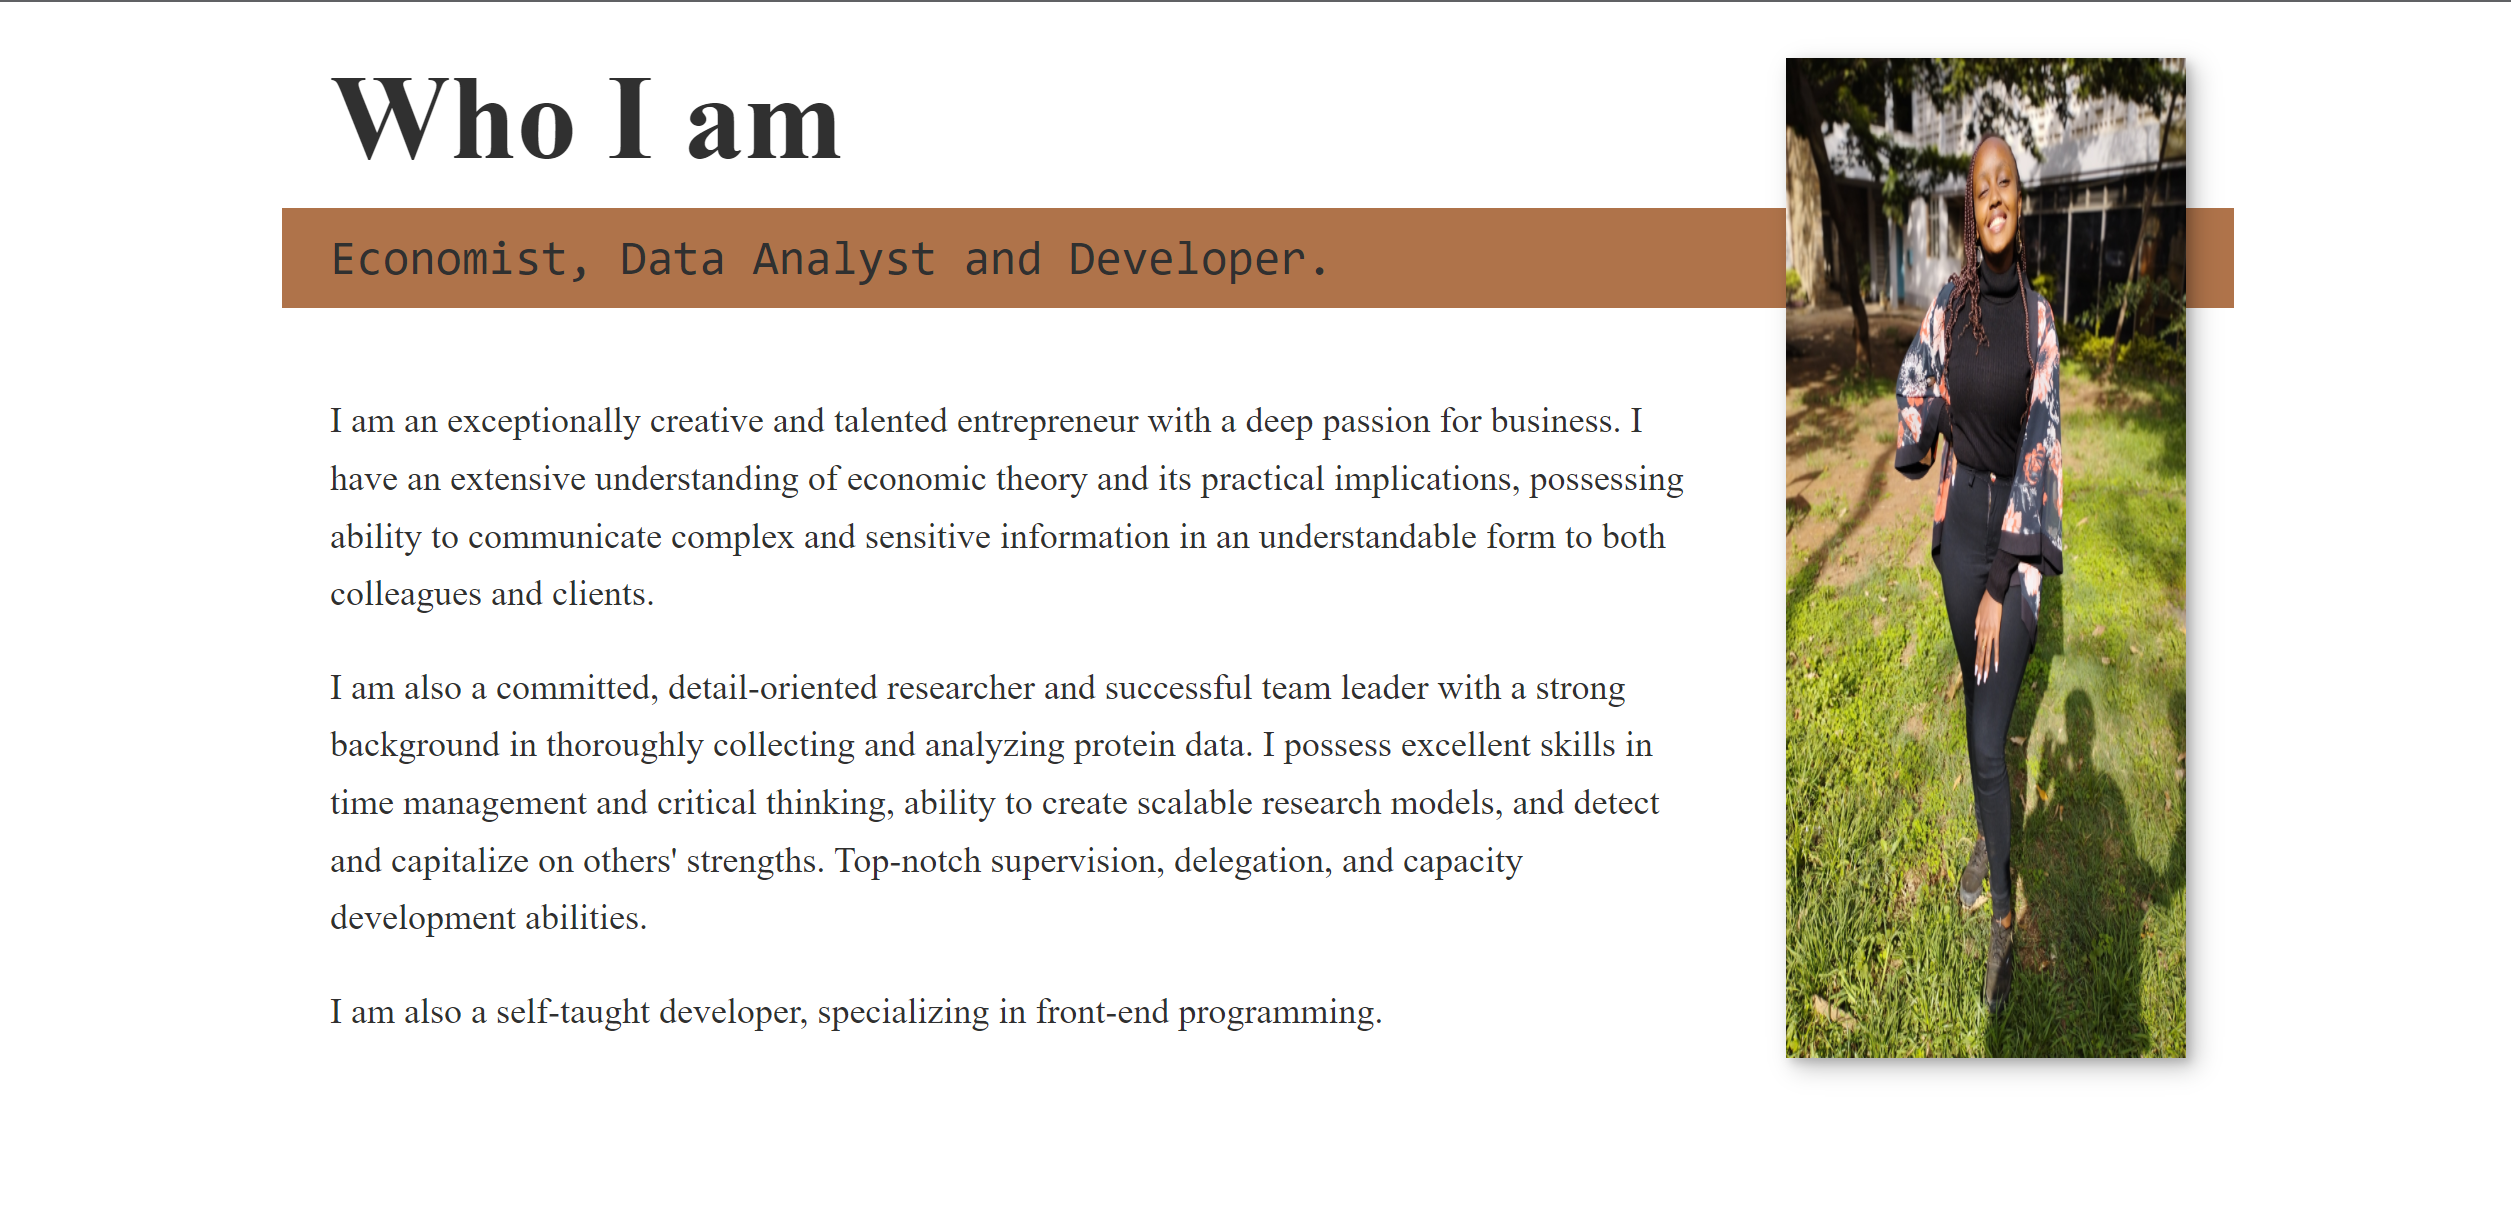 Who I am
Economist, Data Analyst and Developer.
I am an exceptionally creative and talented entrepreneur with a deep passion for business. I
have an extensive understanding of economic theory and its practical implications, possessing
ability to communicate complex and sensitive information in an understandable form to both
colleagues and clients.
I am also a committed, detail-oriented researcher and successful team leader with a strong
background in thoroughly collecting and analyzing protein data. I possess excellent skills in
time management and critical thinking, ability to create scalable research models, and detect
and capitalize on others' strengths. Top-notch supervision, delegation, and capacity
development abilities.
I am also a self-taught developer, specializing in front-end programming.